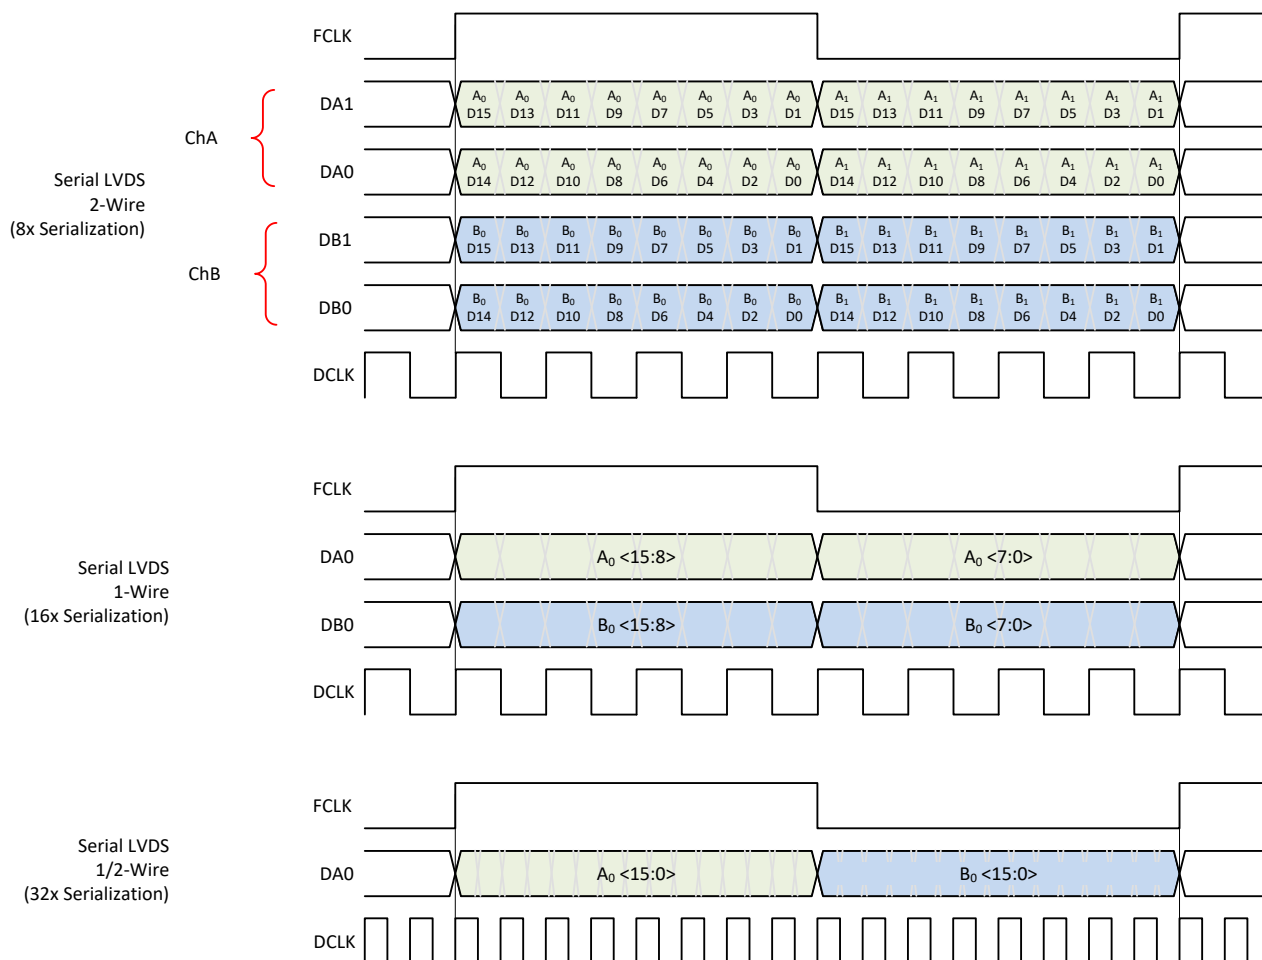 FCLK
DA1
A0 A0 A0 A0 A0 A0 A0 A0 A1 A1 A1 A1 A1 A1 A1 A1
D15 D13 D11 D9 D7 D5 D3 D1 D15 D13 D11 D9 D7 D5 D3 D1
ChA
DA0
A0 A0 A0 A0 A0 A0 A0 A0 A1 A1 A1 A1 A1 A1 A1 A1
D14 D12 D10 D8 D6 D4 D2 D0 D14 D12 D10 D8 D6 D4 D2 D0
Serial LVDS
2-Wire
(8x Serialization)
DB1
B0 B0 B0 B0 B0 B0 B0 B0 B1 B1 B1 B1 B1 B1 B1 B1
D15 D13 D11 D9 D7 D5 D3 D1 D15 D13 D11 D9 D7 D5 D3 D1
ChB
DB0
B0 B0 B0 B0 B0 B0 B0 B0 B1 B1 B1 B1 B1 B1 B1 B1
D14 D12 D10 D8 D6 D4 D2 D0 D14 D12 D10 D8 D6 D4 D2 D0
DCLK
FCLK
DA0
A0 <15:8> A0 <7:0>
Serial LVDS
1-Wire
(16x Serialization)
DB0
B0 <15:8> B0 <7:0>
DCLK
FCLK
Serial LVDS
1/2-Wire
(32x Serialization)
DA0
A0 <15:0> B0 <15:0>
DCLK